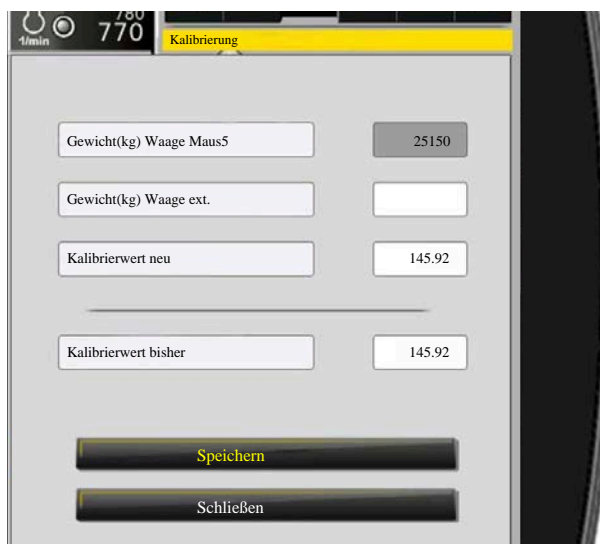 780
1/min 770
Kalibrierung
Gewicht(kg) Waage Maus5 25150
Gewicht(kg) Waage ext.
Kalibrierwert neu 145.92
Kalibrierwert bisher 145.92
Speichern
Schließen